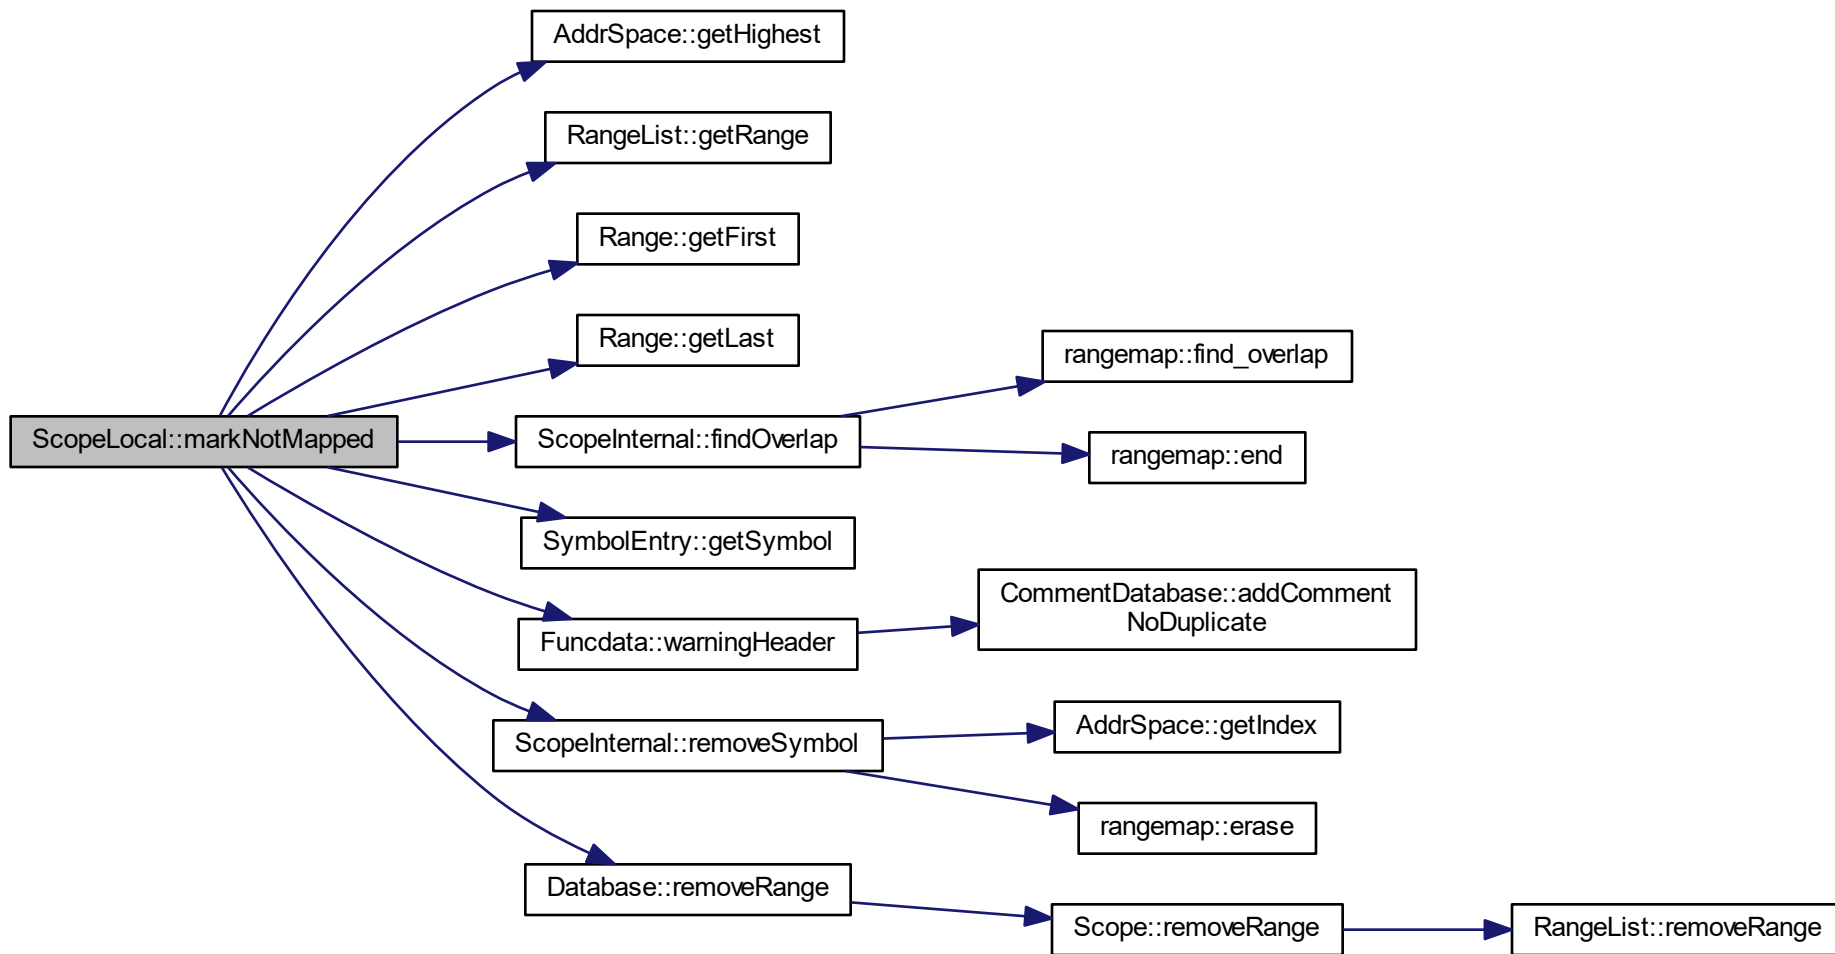 AddrSpace::getHighest
RangeList::getRange
Range::getFirst
Range::getLast
rangemap::find_overlap
ScopeLocal::markNotMapped
ScopeInternal::findOverlap
rangemap::end
SymbolEntry::getSymbol
CommentDatabase::addComment
NoDuplicate
Funcdata::warningHeader
AddrSpace::getIndex
ScopeInternal::removeSymbol
rangemap::erase
Database::removeRange
Scope::removeRange
RangeList::removeRange